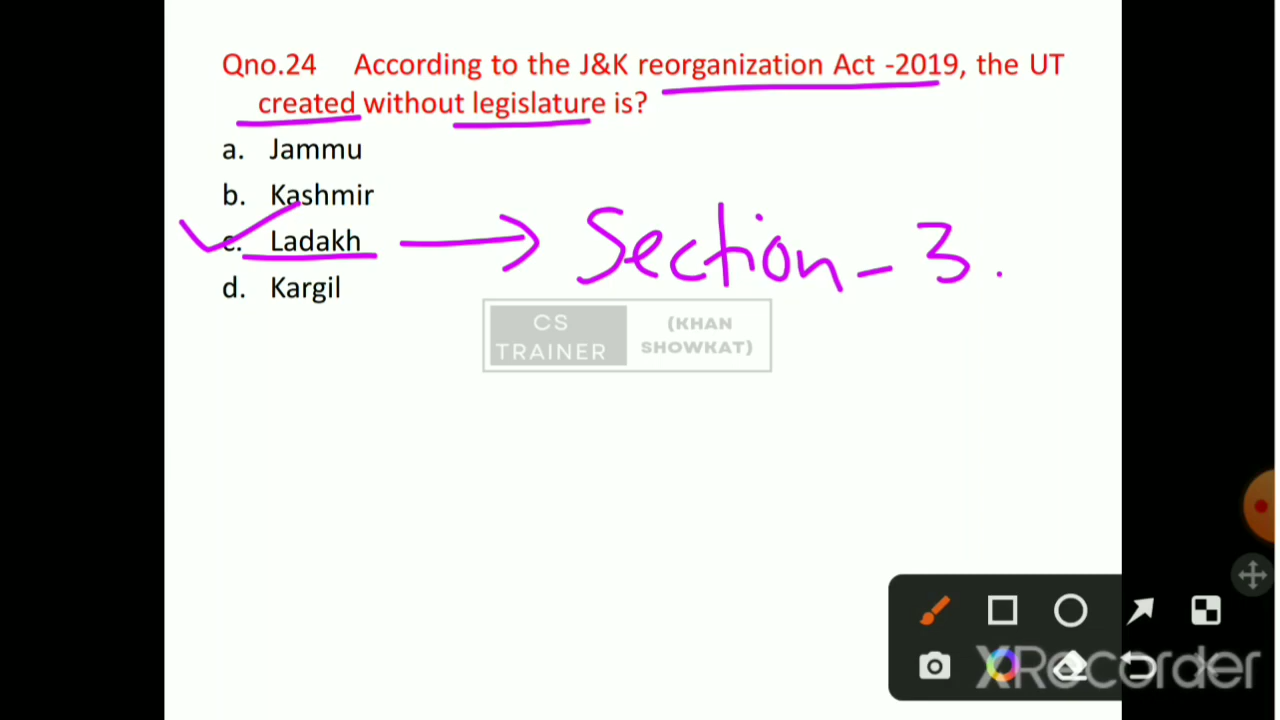 Qno.24 According to the J&K reorganization Act -2019, the UT
created without legislature is?
a. Jammu
b. Kashmir
c. Ladakh → Section - 3.
d. Kargil
CS TRAINER
(KHAN SHOWKAT)
XRecorder